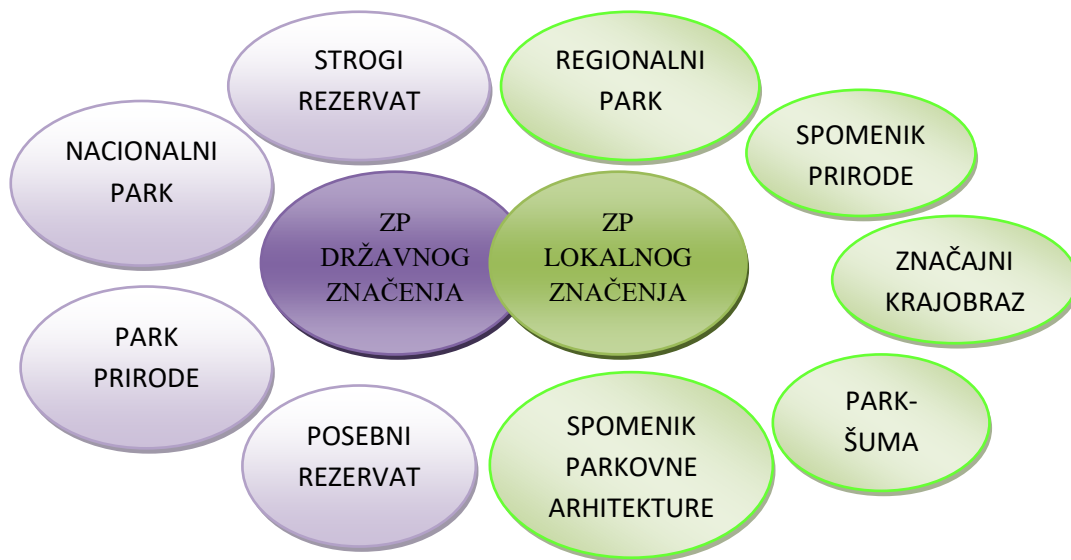 STROGI
REZERVAT
REGIONALNI
PARK
NACIONALNI
PARK
SPOMENIK
PRIRODE
ZP
DRŽAVNOG
ZNAČENJA
ZP
LOKALNOG
ZNAČENJA
ZNAČAJNI
KRAJOBRAZ
PARK
PRIRODE
PARK-
ŠUMA
POSEBNI
REZERVAT
SPOMENIK
PARKOVNE
ARHITEKTURE